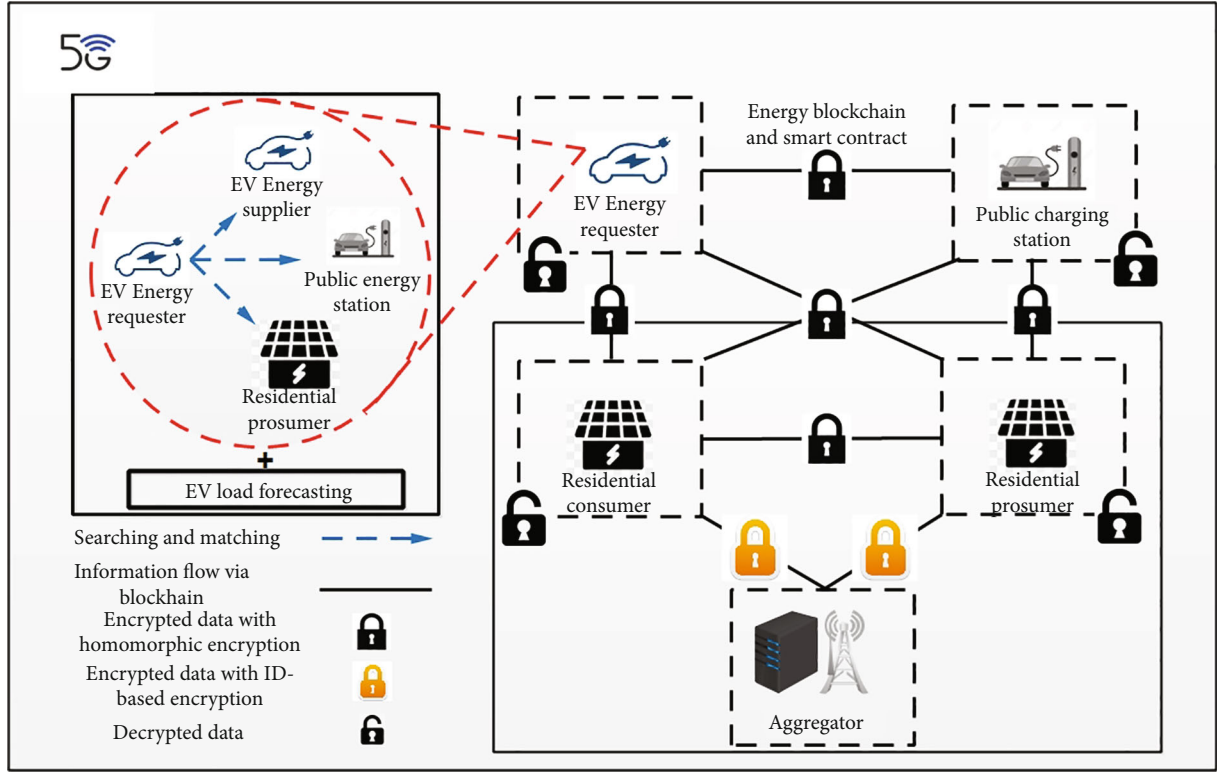 5G
EV Energy
supplier
EV Energy
requester
Public energy
station
Residential
prosumer
+
EV load forecasting
Searching and matching
Information flow via
blockhain
Encrypted data with
homomorphic encryption
Encrypted data with ID-
based encryption
Decrypted data
EV Energy
requester
Energy blockchain
and smart contract
Public charging
station
Residential
consumer
Residential
prosumer
Aggregator